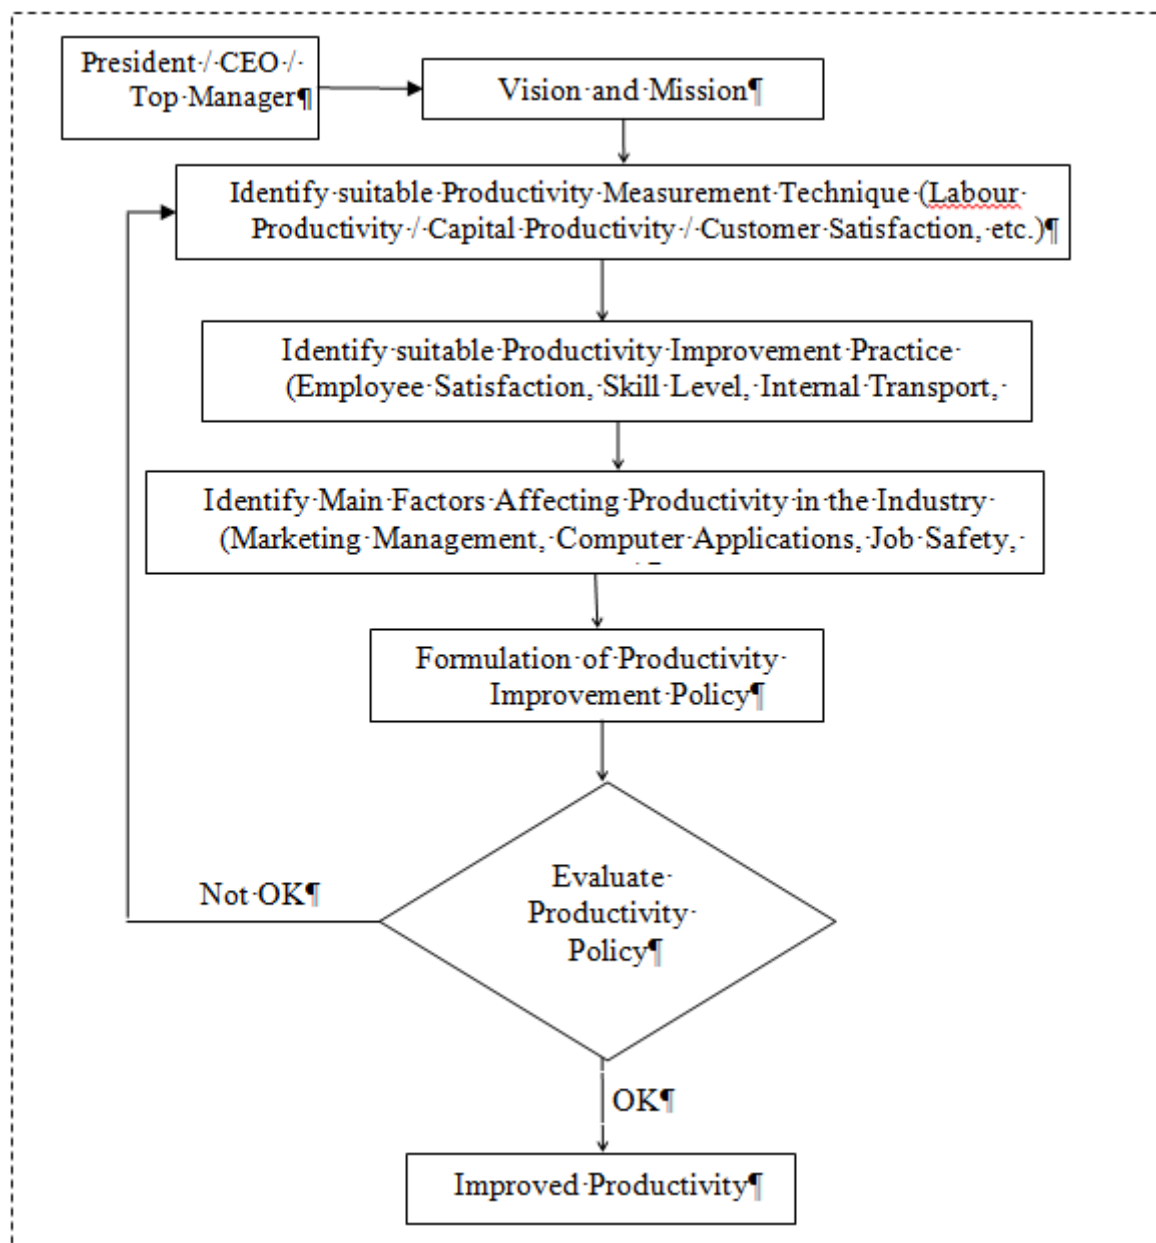 President / CEO /
Top Manager¶
Vision and Mission¶
Identify suitable Productivity Measurement Technique (Labour
Productivity / Capital Productivity / Customer Satisfaction, etc.)¶
Identify suitable Productivity Improvement Practice
(Employee Satisfaction, Skill Level, Internal Transport,
Identify Main Factors Affecting Productivity in the Industry
(Marketing Management, Computer Applications, Job Safety,
Formulation of Productivity
Improvement Policy¶
Evaluate
Productivity
Policy¶
Not OK¶
OK¶
Improved Productivity¶